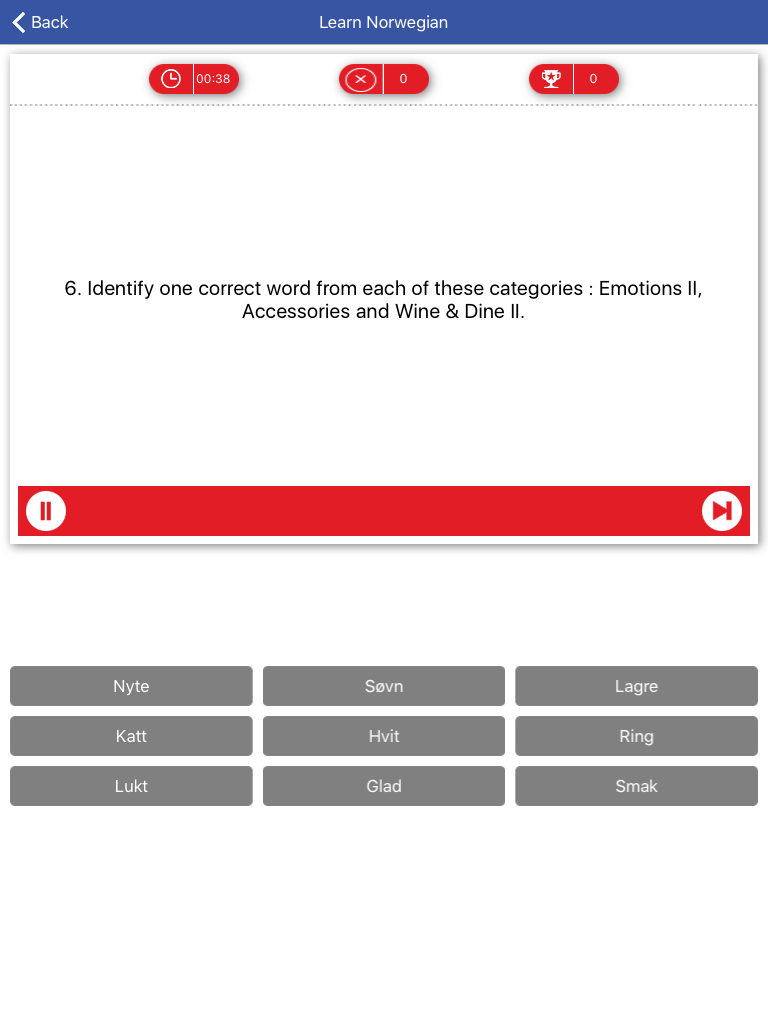 Back
Learn Norwegian
00:38
0
0
6. Identify one correct word from each of these categories : Emotions II,
Accessories and Wine & Dine II.
Nyte
Søvn
Lagre
Katt
Hvit
Ring
Lukt
Glad
Smak